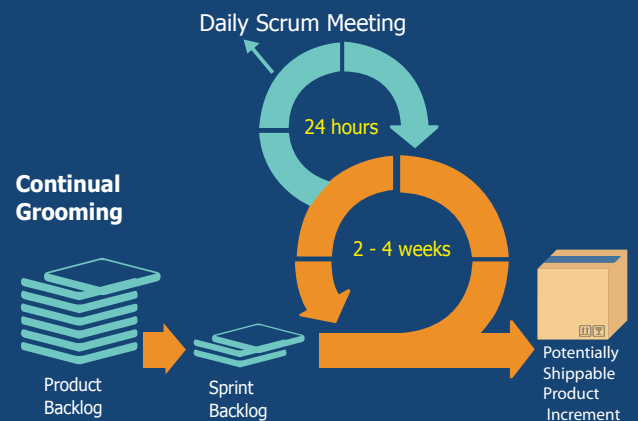 Daily Scrum Meeting
24 hours
Continual
Grooming
2 - 4 weeks
Product
Backlog
Sprint
Backlog
Potentially
Shippable
Product
Increment